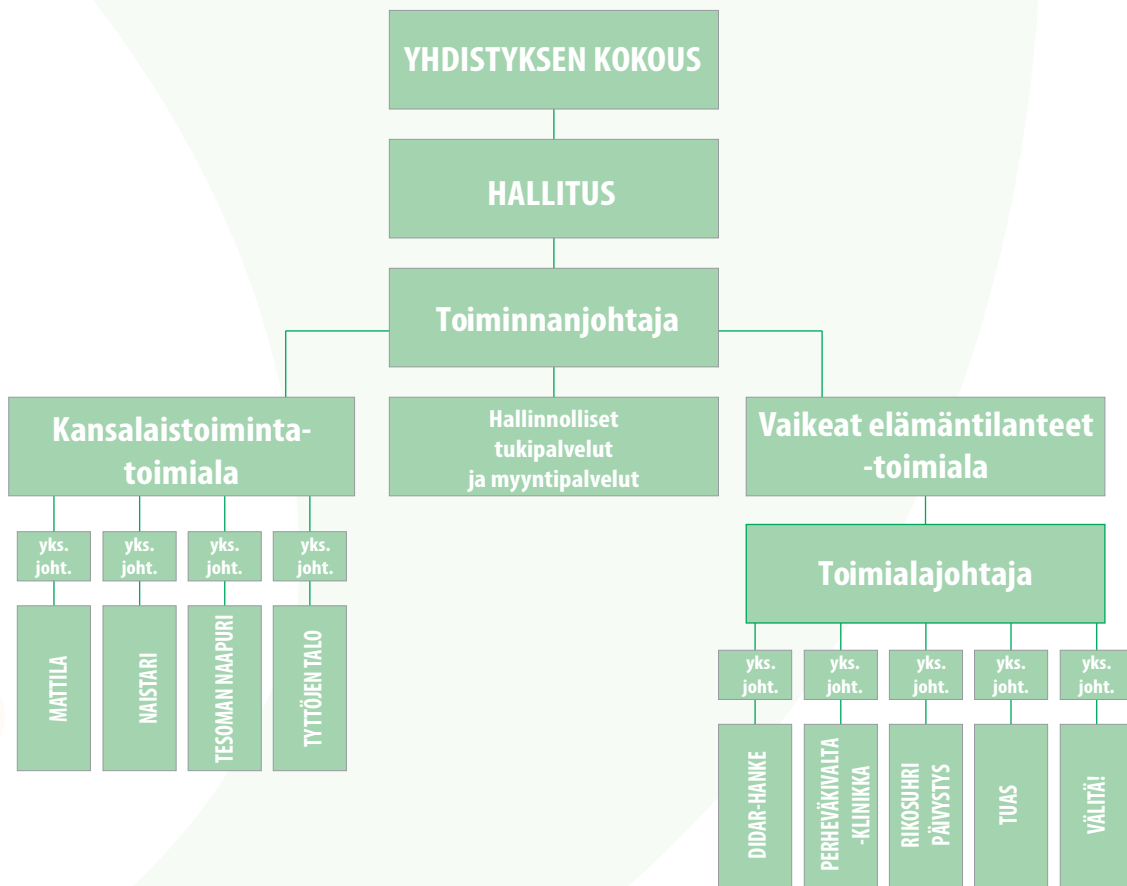 YHDISTYKSEN KOKOUS
HALLITUS
Toiminnanjohtaja
Kansalaistoiminta-
toimiala
Hallinnolliset
tukipalvelut
ja myyntipalvelut
Vaikeat elämäntilanteet
-toimiala
yks.
joht.
yks.
joht.
yks.
joht.
yks.
joht.
MATTILA
NAISTARI
TESOMAN NAAPURI
TYTTÖJEN TALO
Toimialajohtaja
yks.
joht.
yks.
joht.
yks.
joht.
yks.
joht.
yks.
joht.
DIDAR-HANKE
PERHEVÄKIVALTA
-KLINIKKA
RIKOSUHRI
PÄIVYSTYS
TUAS
VÄLITÄ!